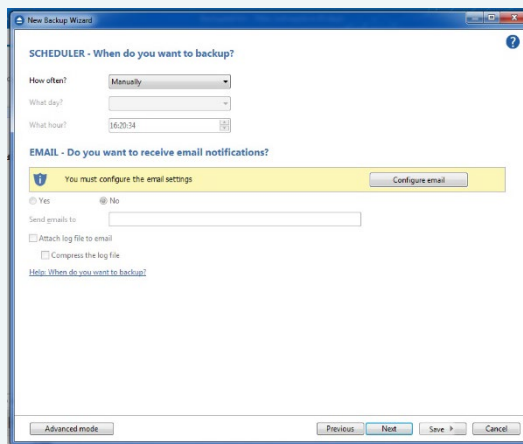 New Backup Wizard
SCHEDULER - When do you want to backup?
How often? Manually
What day?
What hour? 16:20:34
EMAIL - Do you want to receive email notifications?
You must configure the email settings Configure email
Yes No
Send emails to
Attach log file to email
Compress the log file
Help: When do you want to backup?
Advanced mode Previous Next Save Cancel